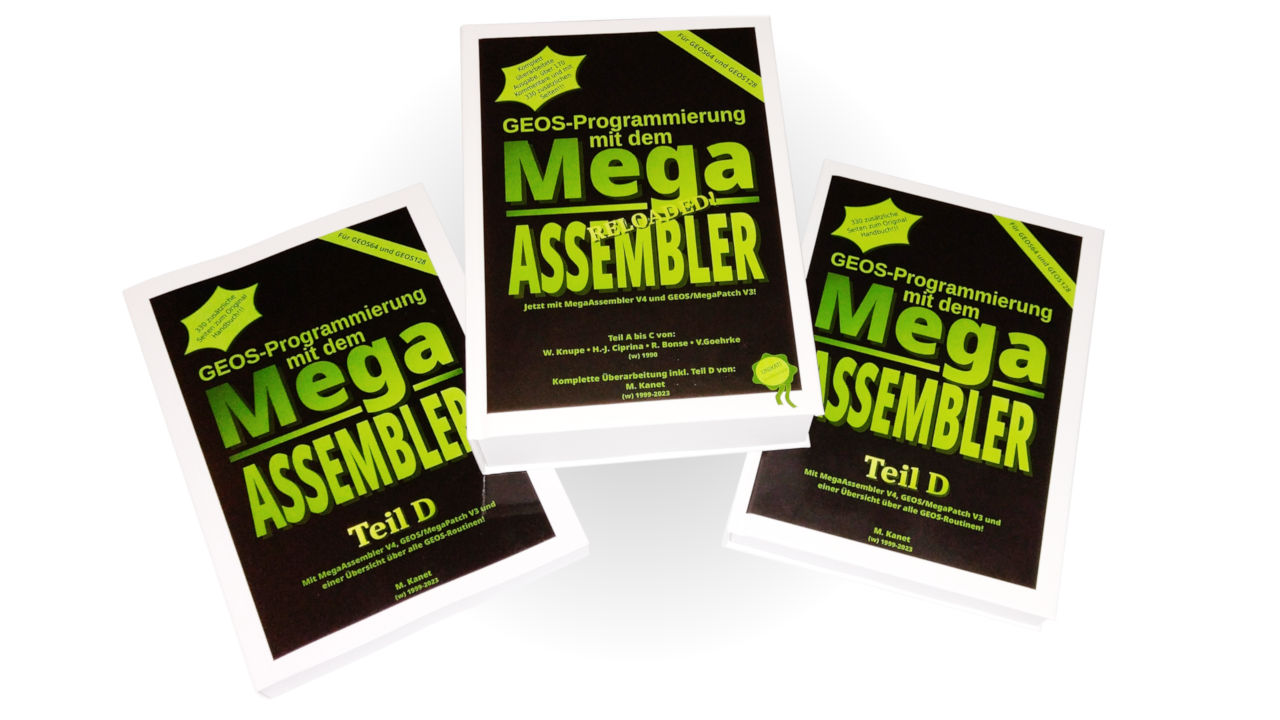 Komplett
überarbeitete
Ausgabe: Über 170
Kommentare und mit
330 zusätzlichen
Seiten!!!
Für GEOS64 und GEOS128
GEOS-Programmierung
mit dem
Mega
RELOADED!
ASSEMBLER
Jetzt mit MegaAssembler V4 und GEOS/MegaPatch V3!
Teil A bis C von:
W. Knupe • H.-J. Ciprina • R. Bonse • V.Goehrke
(w) 1990
Komplette Überarbeitung inkl. Teil D von:
M. Kanet
(w) 1999-2023
UNIKAT!
330 zusätzliche
Seiten zum Original
Handbuch!!!
Für GEOS64 und GEOS128
GEOS-Programmierung
mit dem
Mega
ASSEMBLER
Teil D
Mit MegaAssembler V4, GEOS/MegaPatch V3 und
einer Übersicht über alle GEOS-Routinen!
M. Kanet
(w) 1999-2023
330 zusätzliche
Seiten zum Original
Handbuch!!!
Für GEOS64 und GEOS128
GEOS-Programmierung
mit dem
Mega
ASSEMBLER
Teil D
Mit MegaAssembler V4, GEOS/MegaPatch V3 und
einer Übersicht über alle GEOS-Routinen!
M. Kanet
(w) 1999-2023